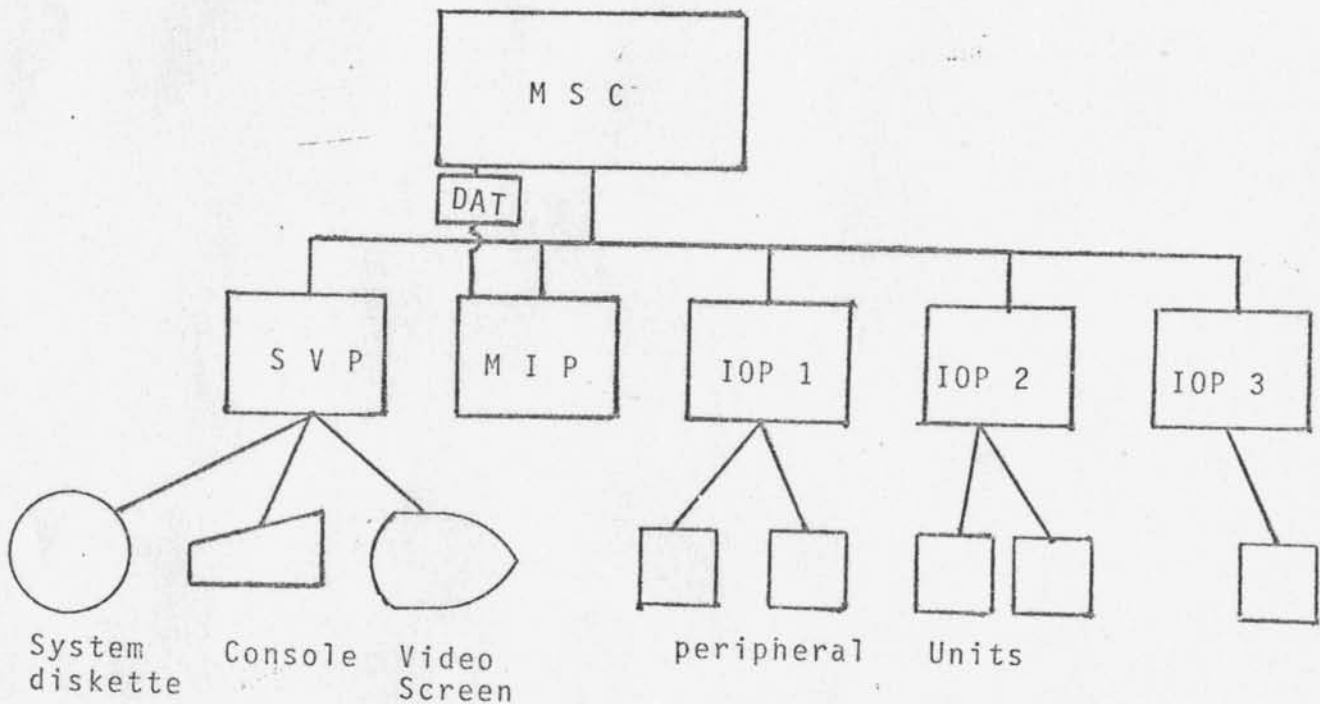 M S C
DAT
S V P
M I P
IOP 1
IOP 2
IOP 3
System
diskette
Console
Video
Screen
peripheral
Units